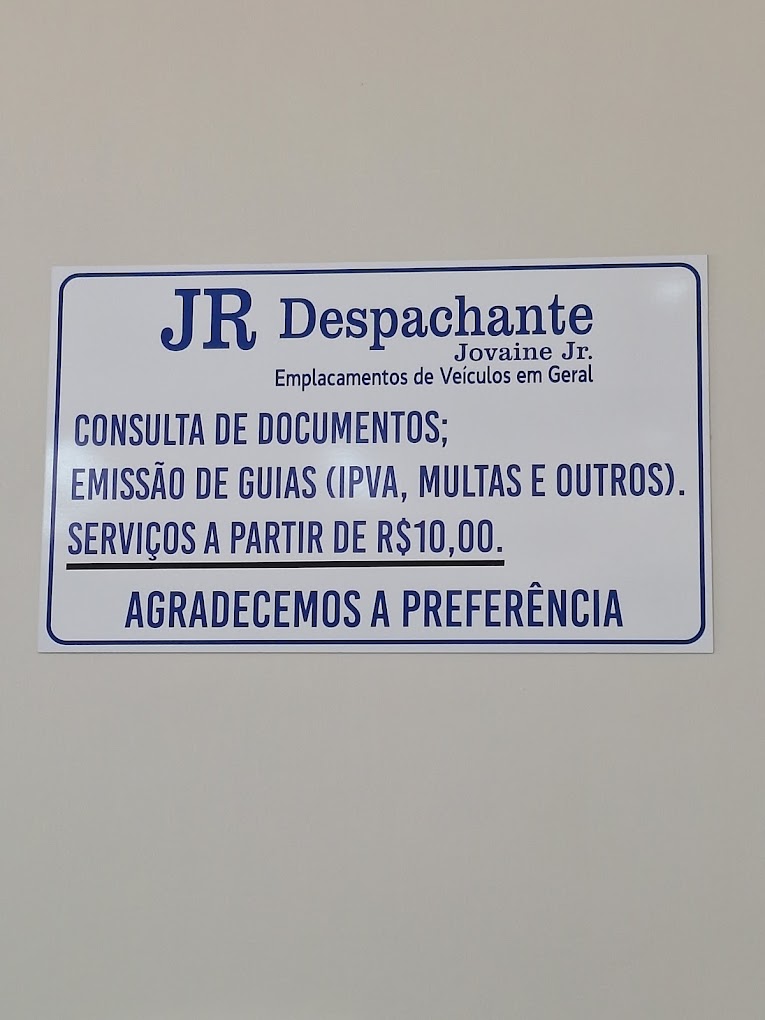 JR Despachante
Jovaine Jr.
Emplacamentos de Veículos em Geral
CONSULTA DE DOCUMENTOS;
EMISSÃO DE GUIAS (IPVA, MULTAS E OUTROS).
SERVIÇOS A PARTIR DE R$10,00.
AGRADECEMOS A PREFERÊNCIA